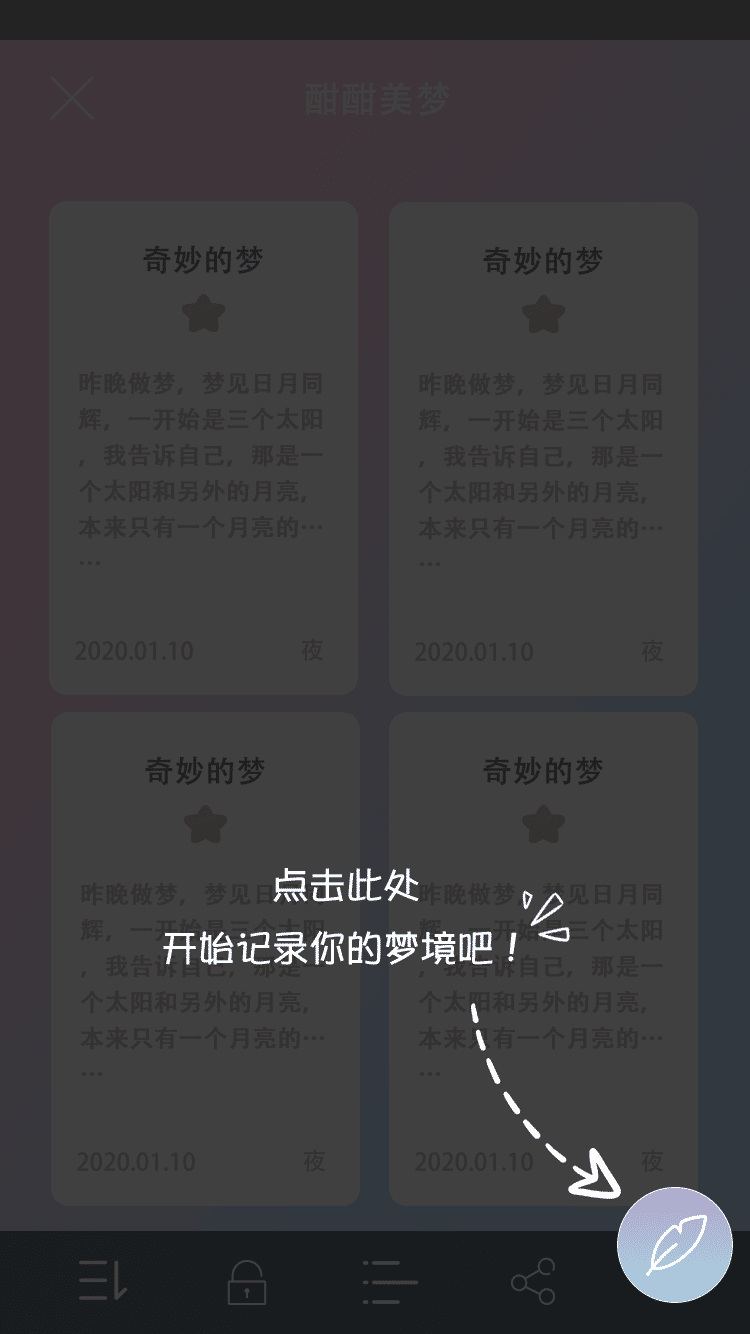 酣酣美梦
奇妙的梦
昨晚做梦，梦见日月同
辉，一开始是三个太阳
，我告诉自己，那是一
个太阳和另外的月亮，
本来只有一个月亮的…
…
2020.01.10 夜
奇妙的梦
昨晚做梦，梦见日月同
辉，一开始是三个太阳
，我告诉自己，那是一
个太阳和另外的月亮，
本来只有一个月亮的…
…
2020.01.10 夜
奇妙的梦
昨晚做梦，梦见日月同
辉，一开始是三个太阳
，我告诉自己，那是一
个太阳和另外的月亮，
本来只有一个月亮的…
…
2020.01.10 夜
奇妙的梦
昨晚做梦，梦见日月同
辉，一开始是三个太阳
，我告诉自己，那是一
个太阳和另外的月亮，
本来只有一个月亮的…
…
2020.01.10 夜
点击此处
开始记录你的梦境吧！